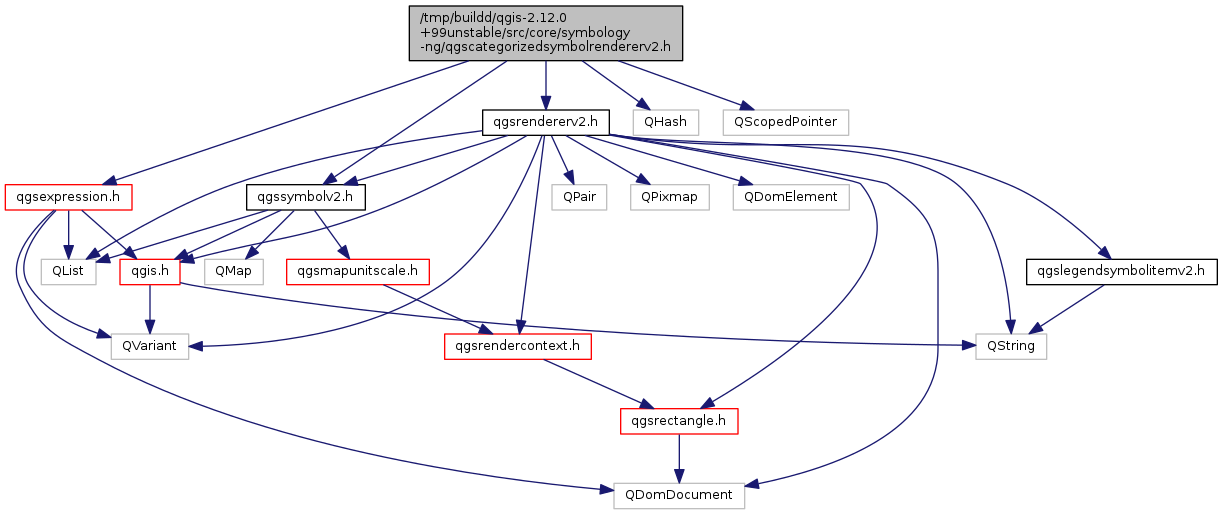 /tmp/buildd/qgis-2.12.0
+99unstable/src/core/symbology
-ng/qgscategorizedsymbolrendererv2.h
qgsrendererv2.h
QHash
QScopedPointer
qgsexpression.h
qgssymbolv2.h
QPair
QPixmap
QDomElement
QList
qgis.h
QMap
qgsmapunitscale.h
qgslegendsymbolitemv2.h
QVariant
qgsrendercontext.h
QString
qgsrectangle.h
QDomDocument